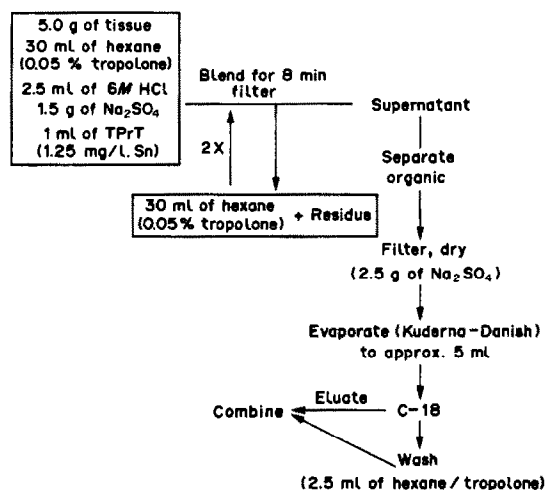 5.0 g of tissue
30 ml of hexane
(0.05 % tropolone)
2.5 ml of 6M HCl
1.5 g of Na₂SO₄
1 ml of TPrT
(1.25 mg/l. Sn)
Blend for 8 min
filter
Supernatant
2X
30 ml of hexane
(0.05% tropolone) + Residue
Separate
organic
Filter, dry
(2.5 g of Na₂SO₄)
Evaporate (Kuderna-Danish)
to approx. 5 ml
Combine
Eluate
C-18
Wash
(2.5 ml of hexane/tropolone)